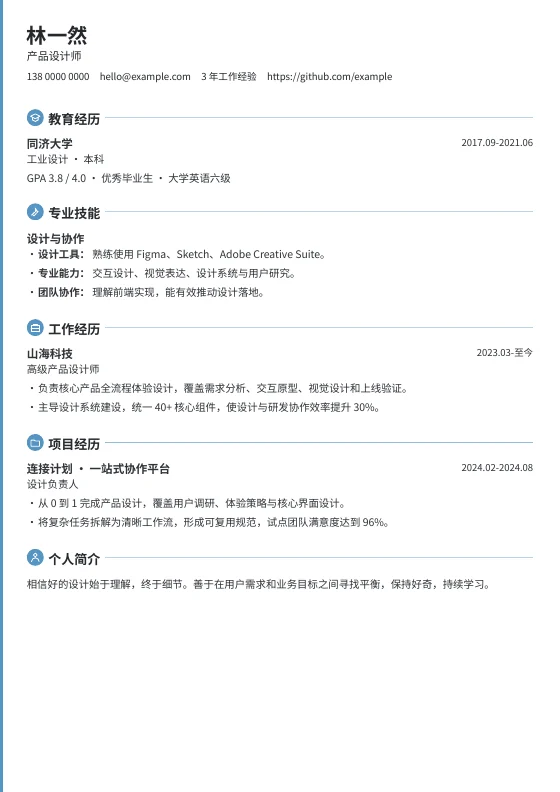 林一然
产品设计师
138 0000 0000 hello@example.com 3 年工作经验 https://github.com/example
教育经历
同济大学 2017.09-2021.06
工业设计 · 本科
GPA 3.8 / 4.0 · 优秀毕业生 · 大学英语六级
专业技能
设计与协作
· 设计工具： 熟练使用 Figma、Sketch、Adobe Creative Suite。
· 专业能力： 交互设计、视觉表达、设计系统与用户研究。
· 团队协作： 理解前端实现，能有效推动设计落地。
工作经历
山海科技 2023.03-至今
高级产品设计师
· 负责核心产品全流程体验设计，覆盖需求分析、交互原型、视觉设计和上线验证。
· 主导设计系统建设，统一 40+ 核心组件，使设计与研发协作效率提升 30%。
项目经历
连接计划 · 一站式协作平台 2024.02-2024.08
设计负责人
· 从 0 到 1 完成产品设计，覆盖用户调研、体验策略与核心界面设计。
· 将复杂任务拆解为清晰工作流，形成可复用规范，试点团队满意度达到 96%。
个人简介
相信好的设计始于理解，终于细节。善于在用户需求和业务目标之间寻找平衡，保持好奇，持续学习。